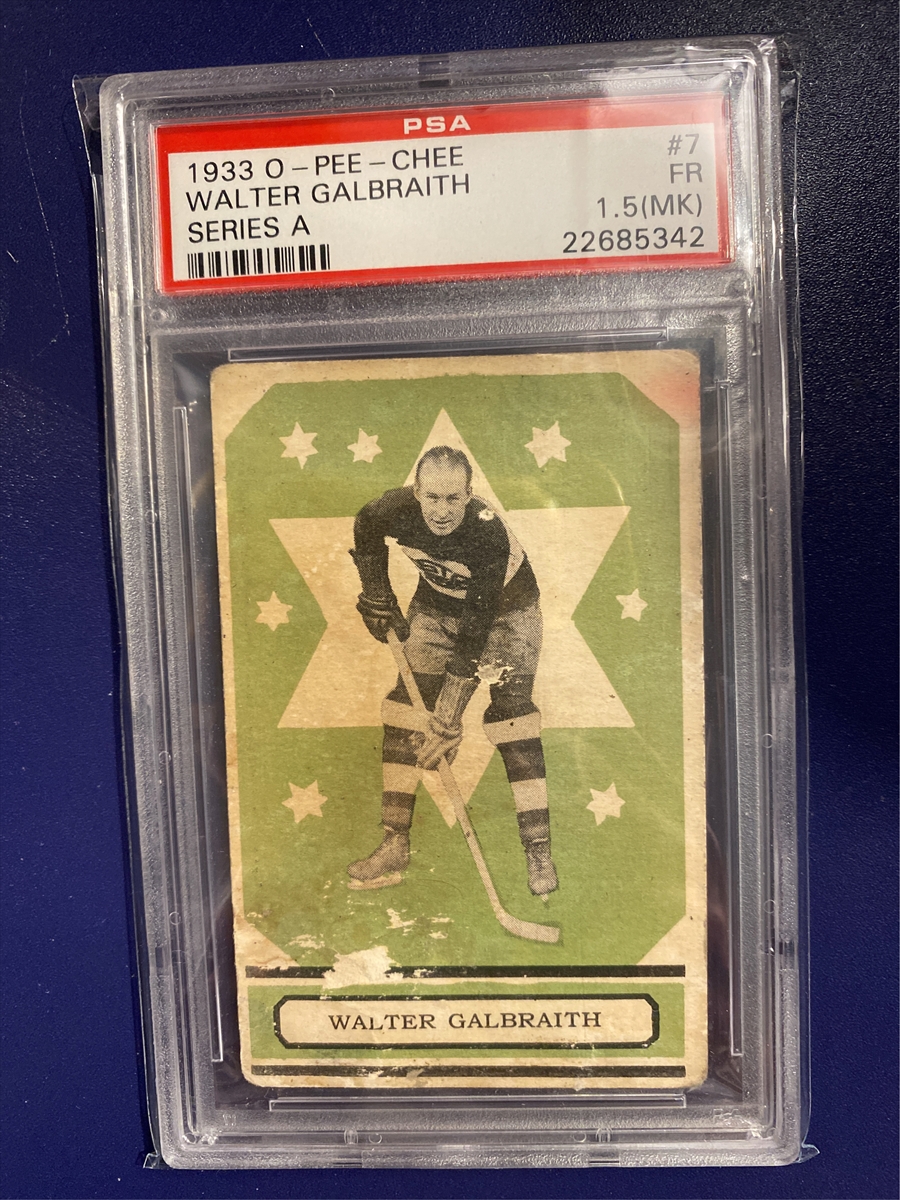 PSA
1933 O-PEE-CHEE #7
WALTER GALBRAITH FR
SERIES A 1.5(MK)
22685342
WALTER GALBRAITH